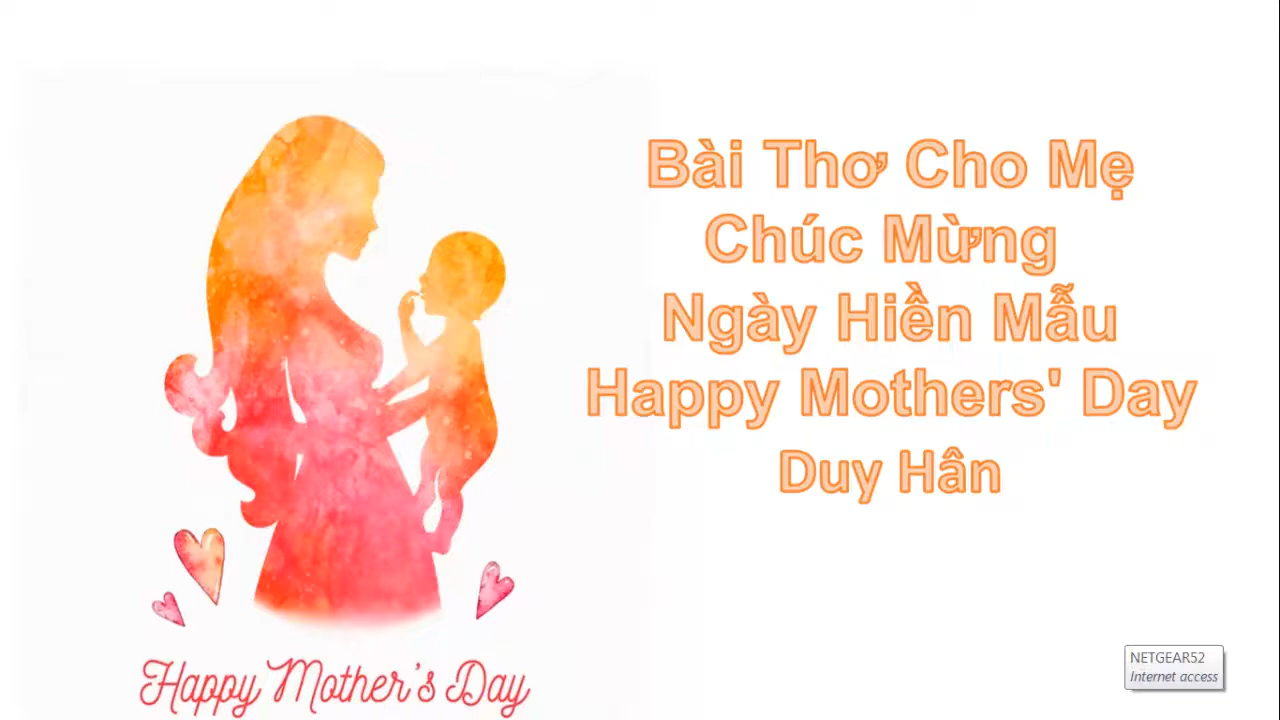 Bài Thơ Cho Mẹ
Chúc Mừng
Ngày Hiền Mẫu
Happy Mothers' Day
Duy Hân
Happy Mother's Day
NETGEAR52
Internet access